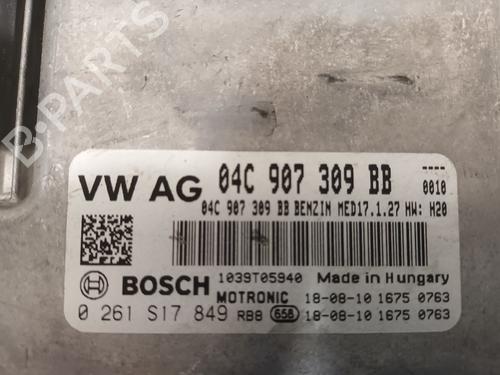 B-PARTS
VW AG 04C 907 309 BB 0010
04C 907 309 BB BENZIN MED17.1.27 HW: H20
BOSCH 1039T05940 Made in Hungary
MOTRONIC 18-08-10 1675 0763
0 261 S17 849 RB8 658 18-08-10 1675 0763